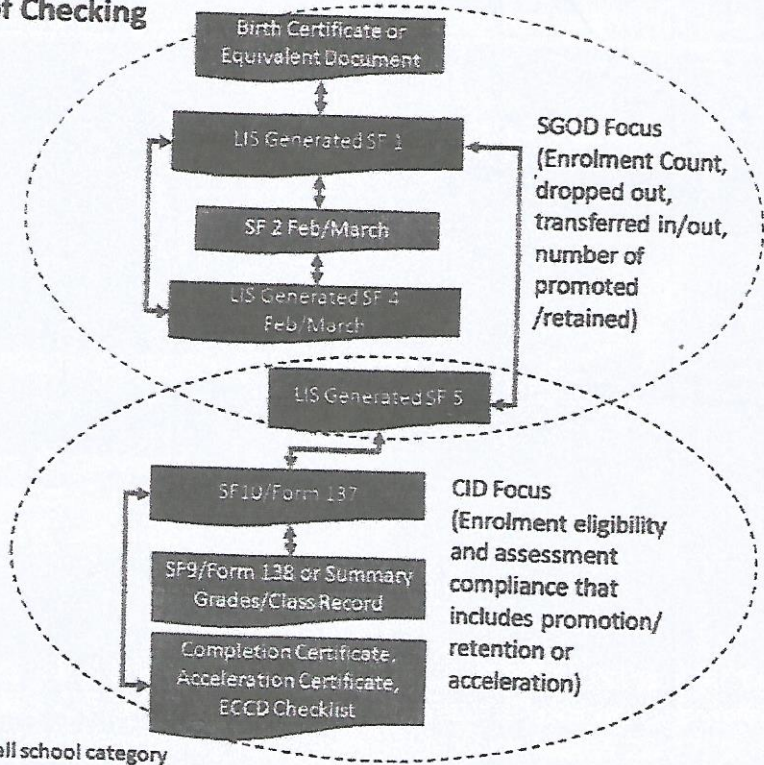 of Checking
Birth Certificate or
Equivalent Document
LIS Generated SF 1
SF 2 Feb/March
LIS Generated SF 4
Feb/March
SGOD Focus
(Enrolment Count,
dropped out,
transferred in/out,
number of
promoted
/retained)
LIS Generated SF 5
SF10/Form 137
SF9/Form 138 or Summary
Grades/Class Record
Completion Certificate,
Acceleration Certificate,
ECCD Checklist
CID Focus
(Enrolment eligibility
and assessment
compliance that
includes promotion/
retention or
acceleration)
all school category